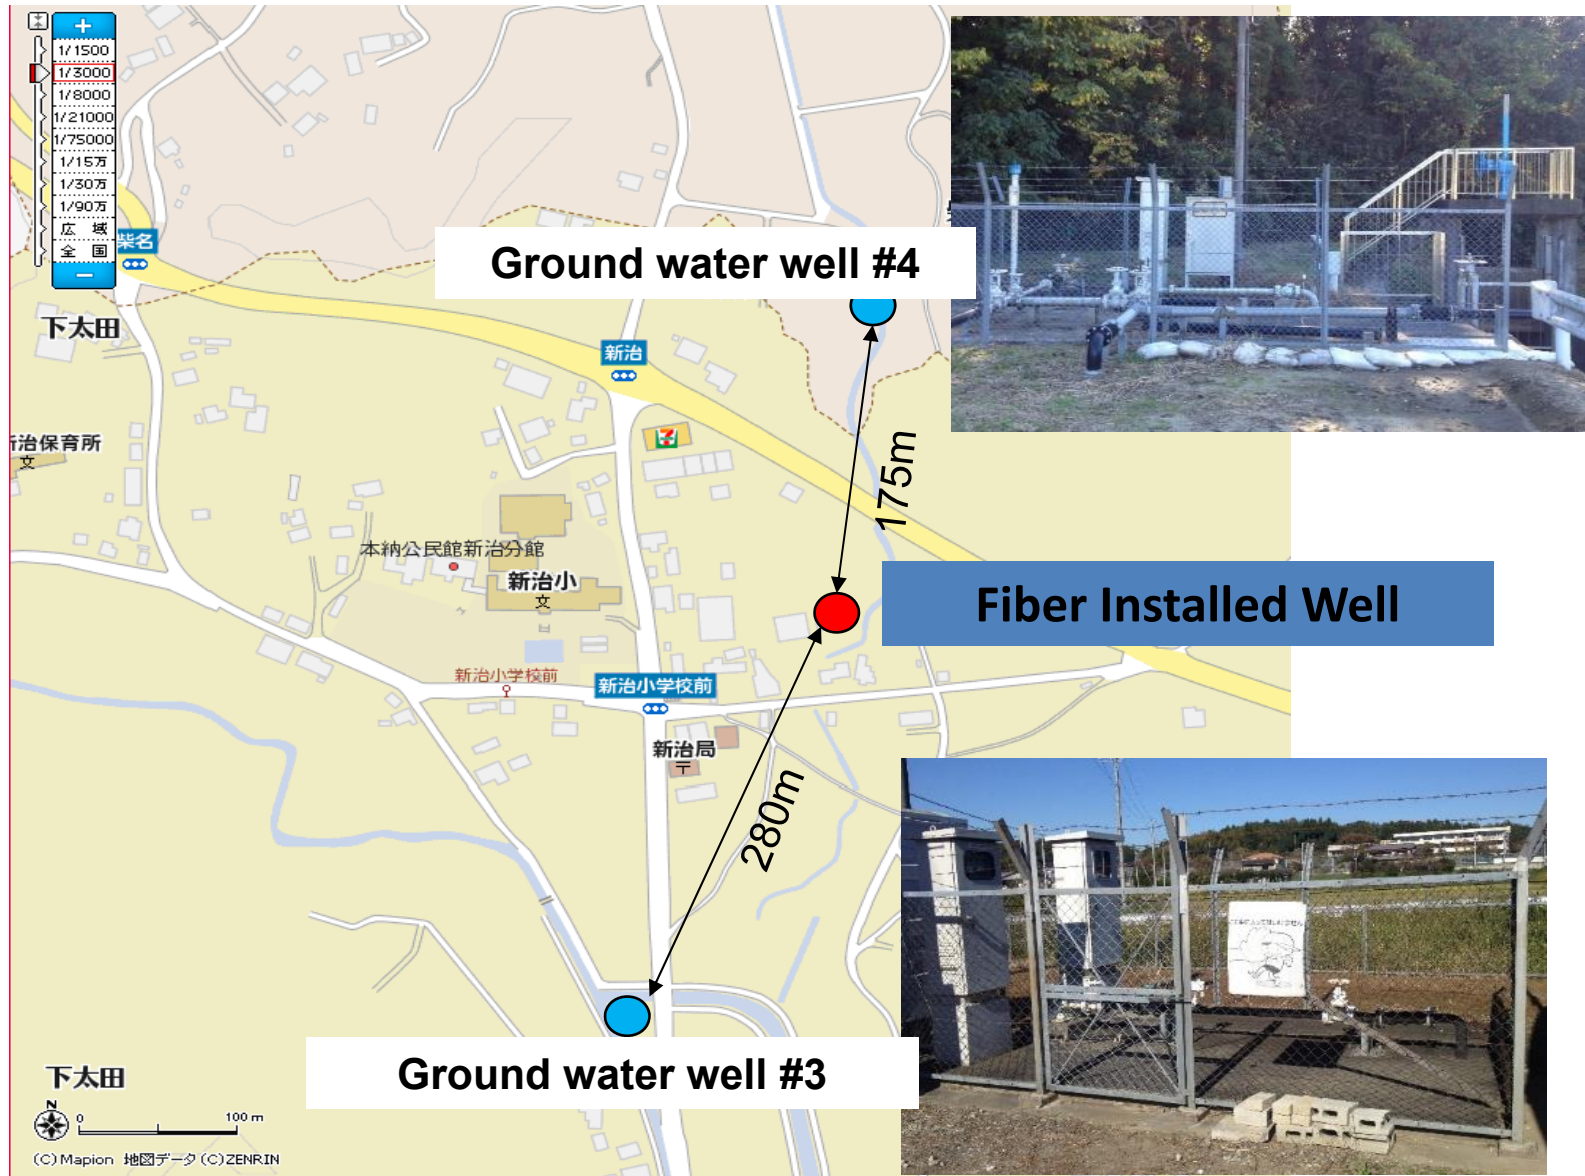 +
1/1500
1/3000
1/8000
1/21000
1/75000
1/15万
1/30万
1/90万
広 域
全 国
−
柴名
下太田
Ground water well #4
新治
7
175m
新治保育所
文
本納公民館新治分館
新治小
文
Fiber Installed Well
新治小学校前
新治小学校前
新治局
〒
280m
Ground water well #3
下太田
N
0 100 m
(C)Mapion 地図データ(C)ZENRIN